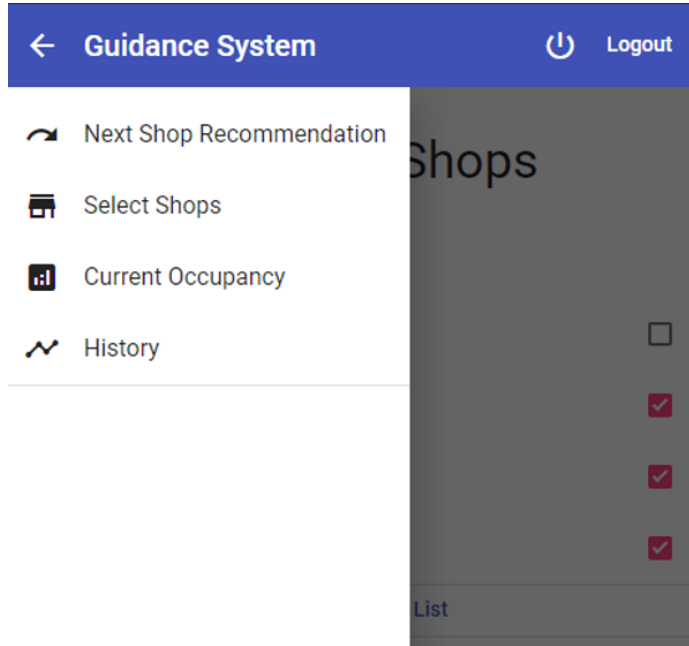 Guidance System
Logout
Next Shop Recommendation
Shops
Select Shops
Current Occupancy
History
List